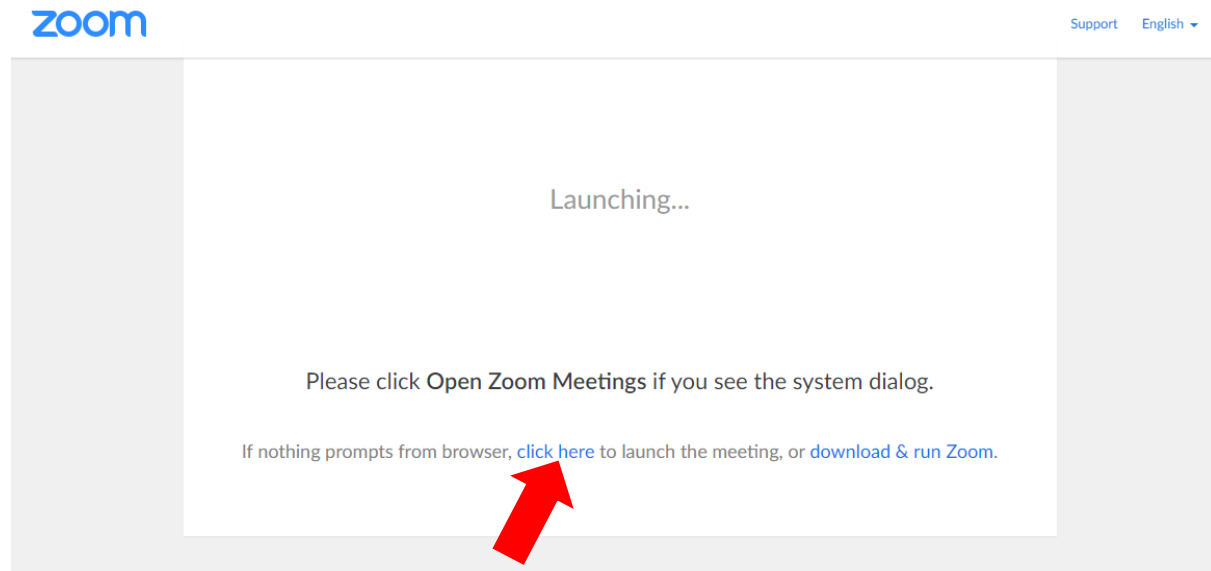 zoom
Support English
Launching...
Please click Open Zoom Meetings if you see the system dialog.
If nothing prompts from browser, click here to launch the meeting, or download & run Zoom.